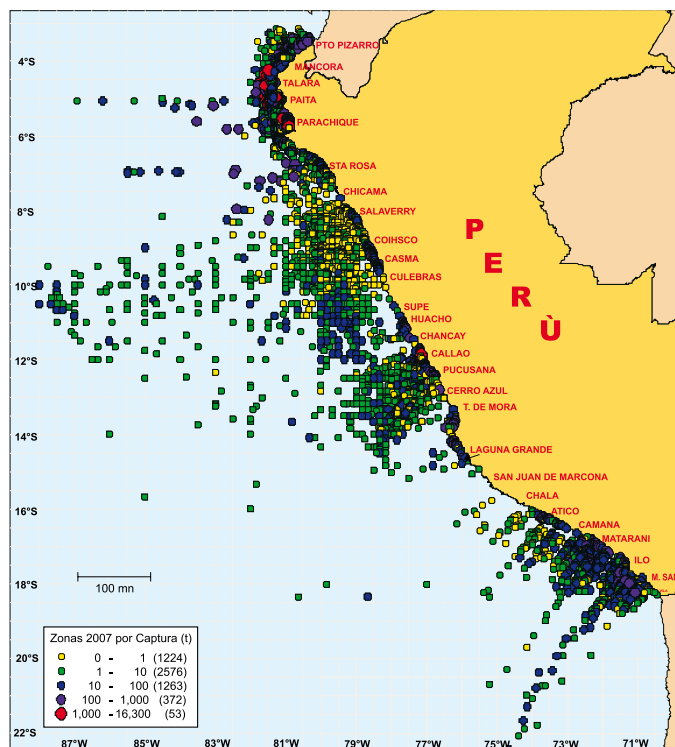 4°S
6°S
8°S
10°S
12°S
14°S
16°S
18°S
20°S
22°S
PTO PIZARRO
MÁNCORA
TALARA
PAITA
PARACHIQUE
STA ROSA
CHICAMA
SALAVERRY
COIHSCO
CASMA
CULEBRAS
SUPE
HUACHO
CHANCAY
CALLAO
PUCUSANA
CERRO AZUL
T. DE MORA
LAGUNA GRANDE
SAN JUAN DE MARCONA
CHALA
ATICO
CAMANA
MATARANI
ILO
M. SA
P
E
R
Ù
100 mn
Zonas 2007 por Captura (t)
0 - 1 (1224)
1 - 10 (2576)
10 - 100 (1263)
100 - 1,000 (372)
1,000 -16,300 (53)
87°W 85°W 83°W 81°W 79°W 77°W 75°W 73°W 71°W